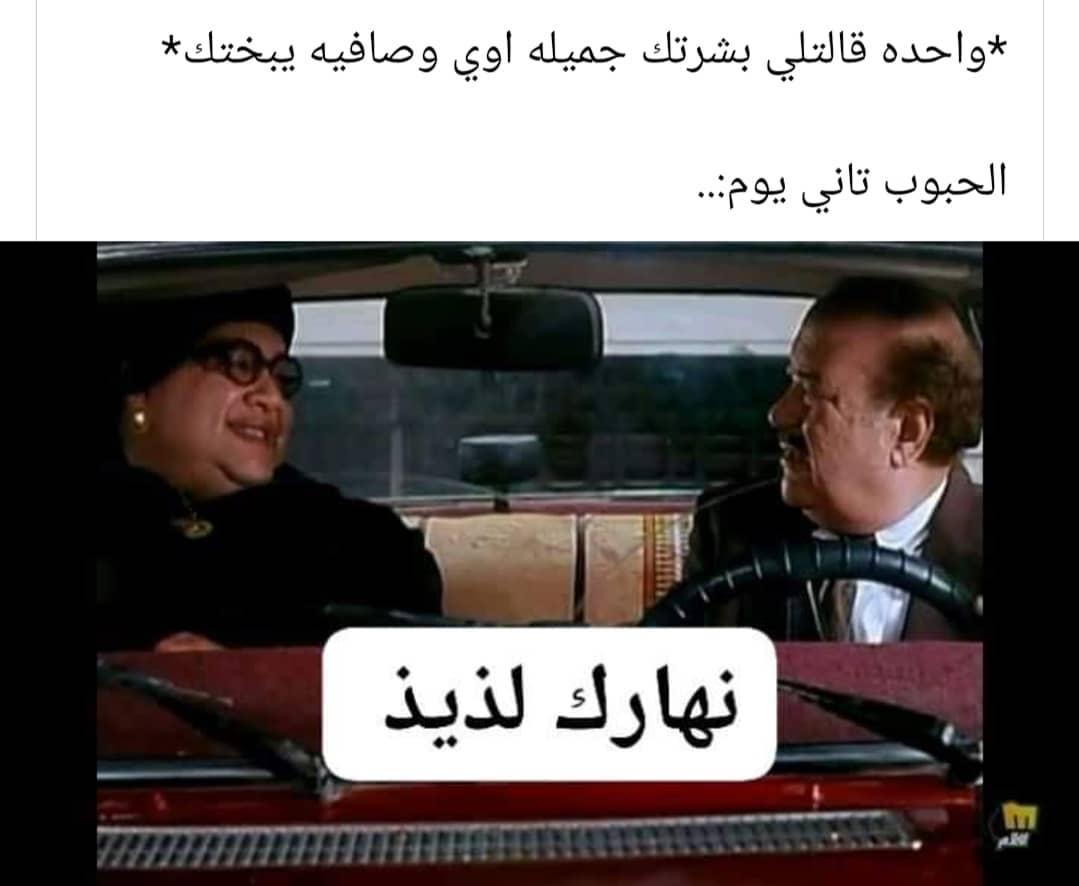 *واحده قالتلي بشرتك جميله اوي وصافيه يبختك*
الحبوب تاني يوم:..
نهارك لذيذ